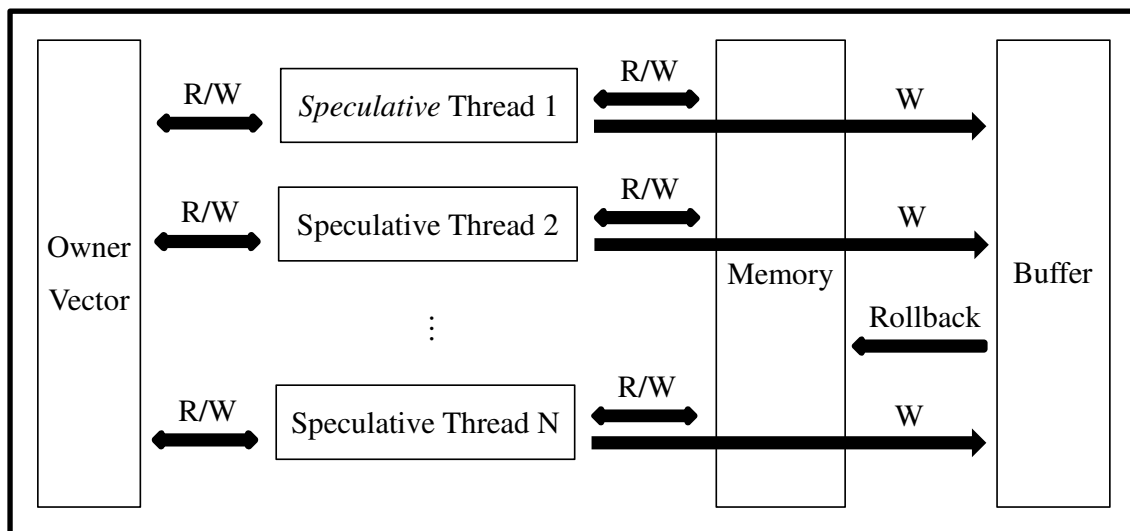 R/W
Speculative Thread 1
R/W
W
R/W
Speculative Thread 2
R/W
W
Owner
Vector
Memory
Buffer
Rollback
⋮
R/W
Speculative Thread N
R/W
W